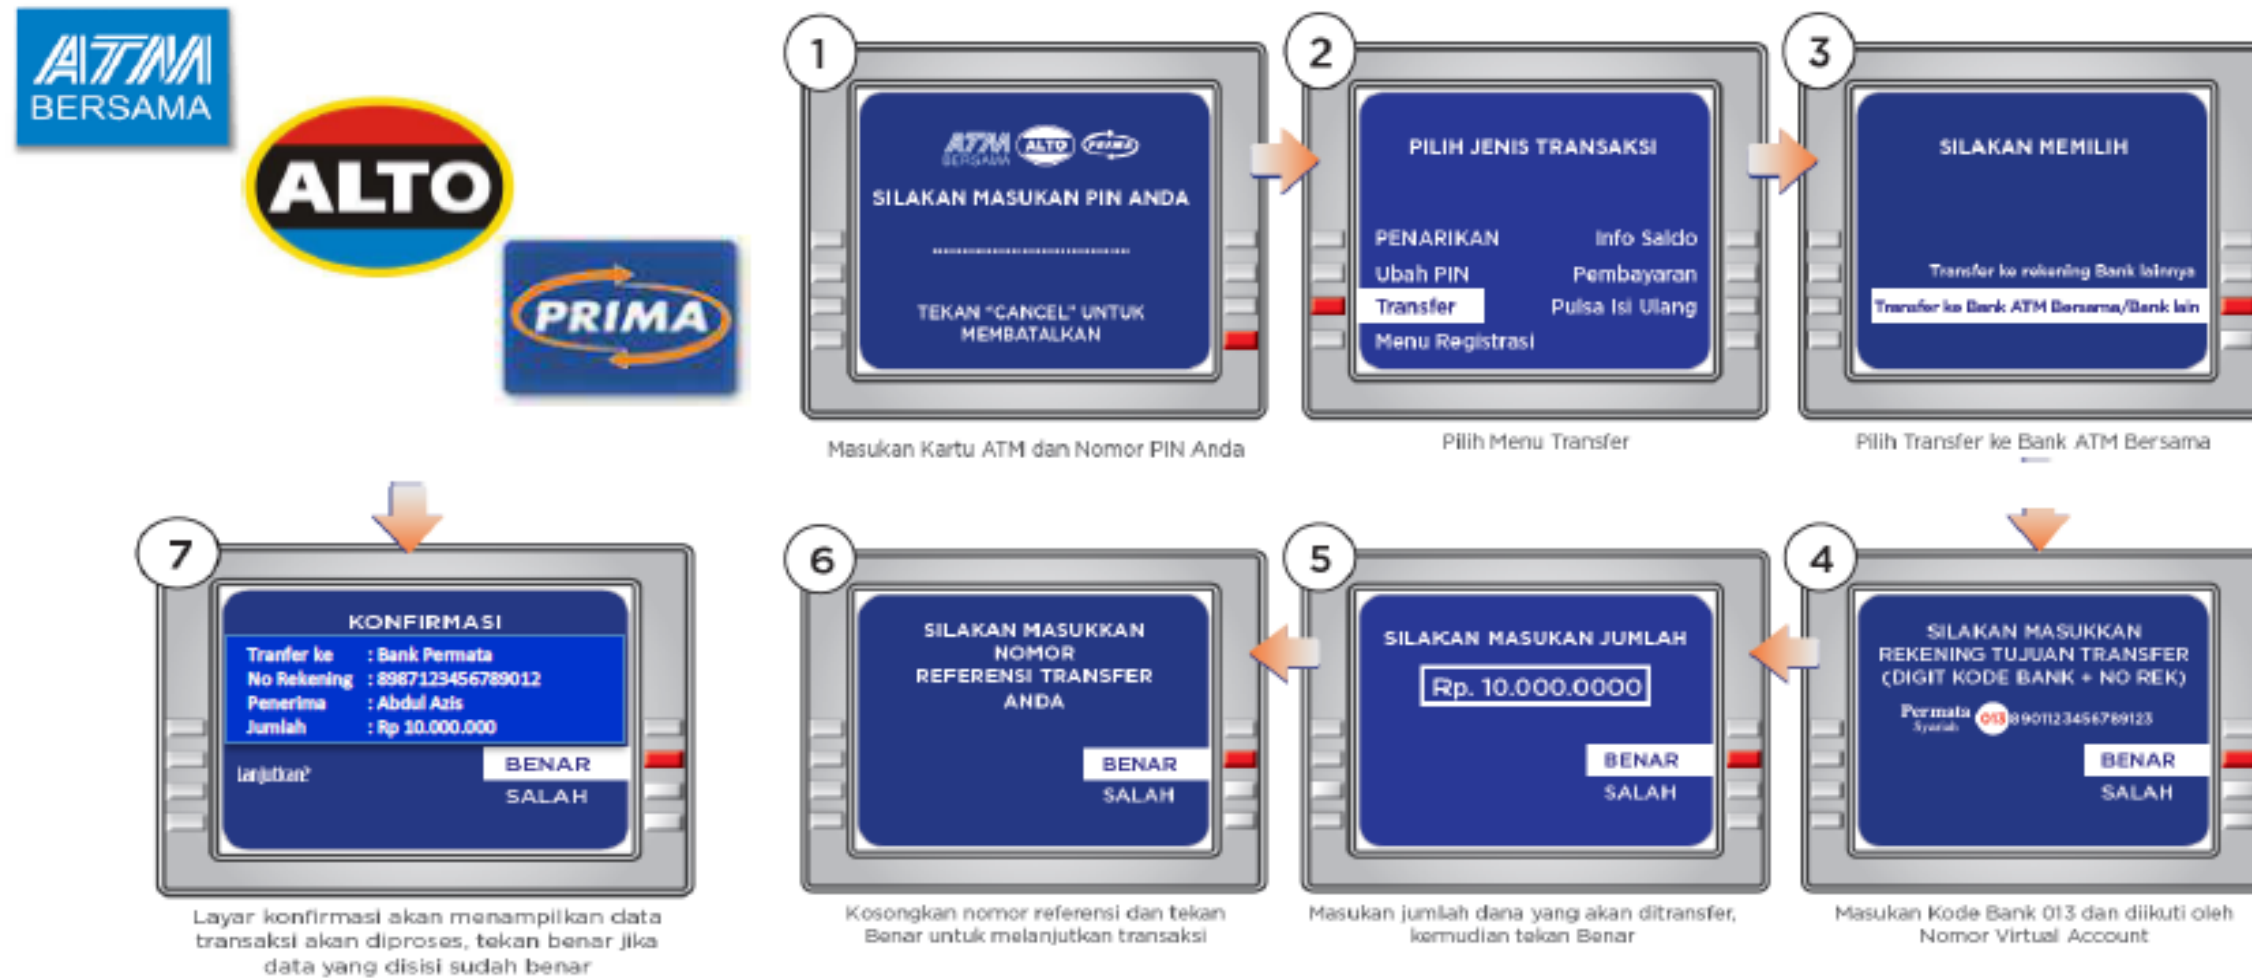 ATM
BERSAMA
ALTO
PRIMA
1
ATM BERSAMA ALTO PRIMA
SILAKAN MASUKAN PIN ANDA
TEKAN "CANCEL" UNTUK
MEMBATALKAN
Masukan Kartu ATM dan Nomor PIN Anda
2
PILIH JENIS TRANSAKSI
PENARIKAN Info Saldo
Ubah PIN Pembayaran
Transfer Pulsa Isi Ulang
Menu Registrasi
Pilih Menu Transfer
3
SILAKAN MEMILIH
Transfer ke rekening Bank lainnya
Transfer ke Bank ATM Bersama/Bank lain
Pilih Transfer ke Bank ATM Bersama
4
SILAKAN MASUKKAN
REKENING TUJUAN TRANSFER
(DIGIT KODE BANK + NO REK)
Permata Syariah 013 8901123456789123
BENAR
SALAH
Masukan Kode Bank 013 dan diikuti oleh
Nomor Virtual Account
5
SILAKAN MASUKAN JUMLAH
Rp. 10.000.0000
BENAR
SALAH
Masukan jumlah dana yang akan ditransfer,
kemudian tekan Benar
6
SILAKAN MASUKKAN
NOMOR
REFERENSI TRANSFER
ANDA
BENAR
SALAH
Kosongkan nomor referensi dan tekan
Benar untuk melanjutkan transaksi
7
KONFIRMASI
Tranfer ke : Bank Permata
No Rekening : 8987123456789012
Penerima : Abdul Azis
Jumlah : Rp 10.000.000
Lanjutkan?
BENAR
SALAH
Layar konfirmasi akan menampilkan data
transaksi akan diproses, tekan benar jika
data yang disisi sudah benar